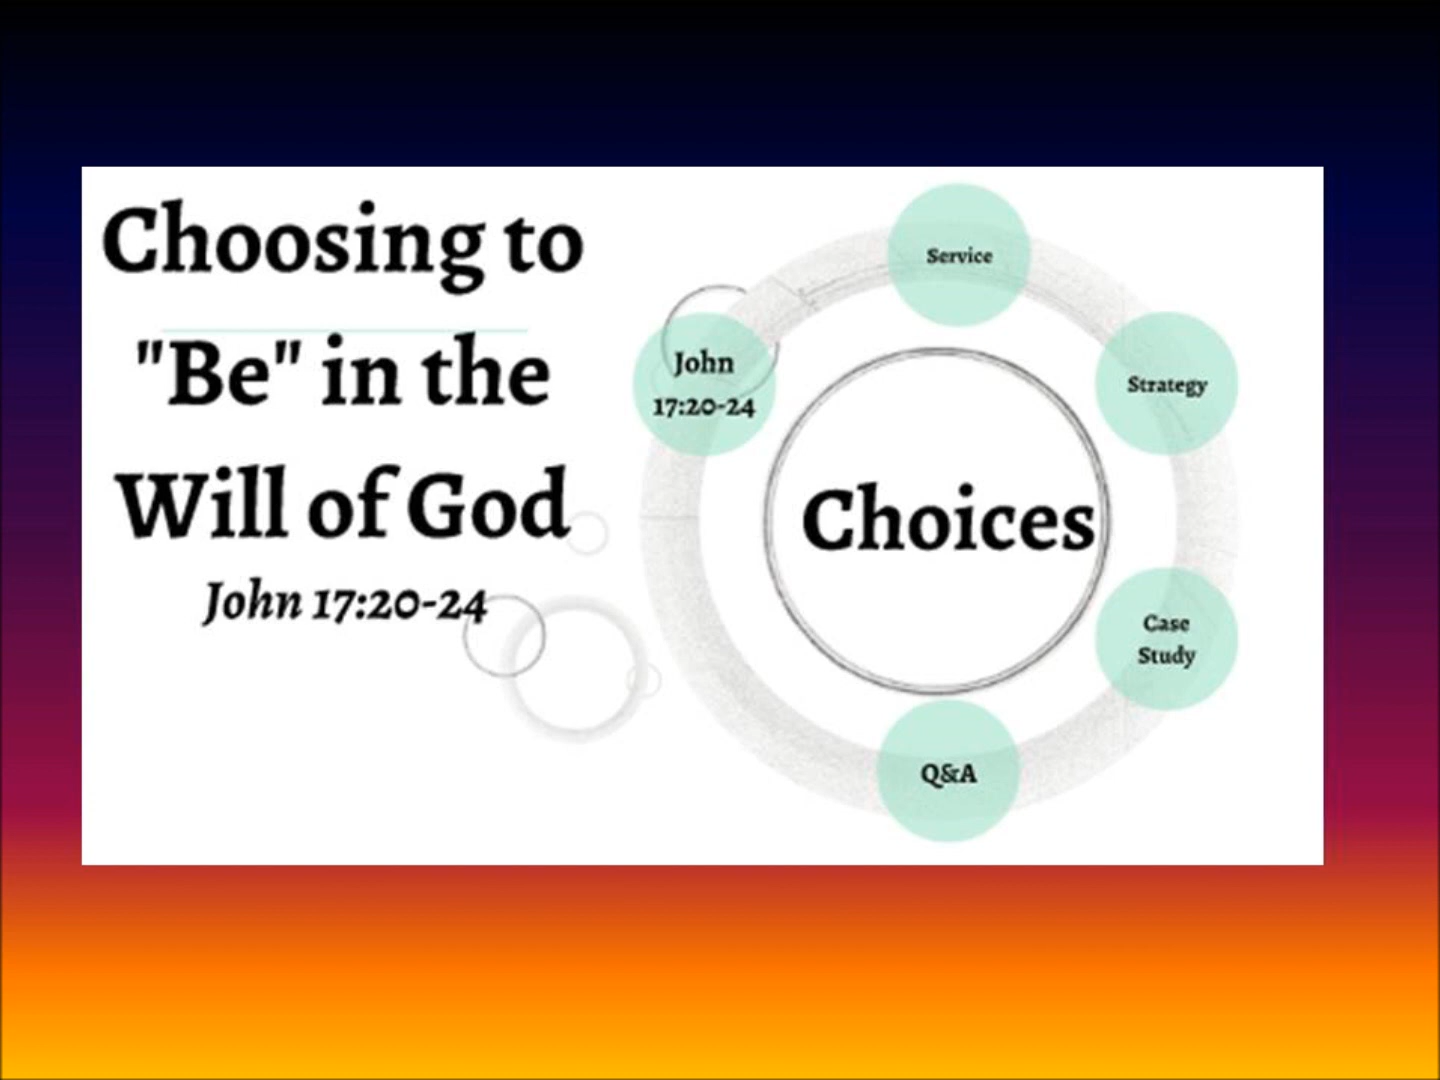 Choosing to
"Be" in the
Will of God
John 17:20-24
Service
John
17:20-24
Strategy
Choices
Case
Study
Q&A